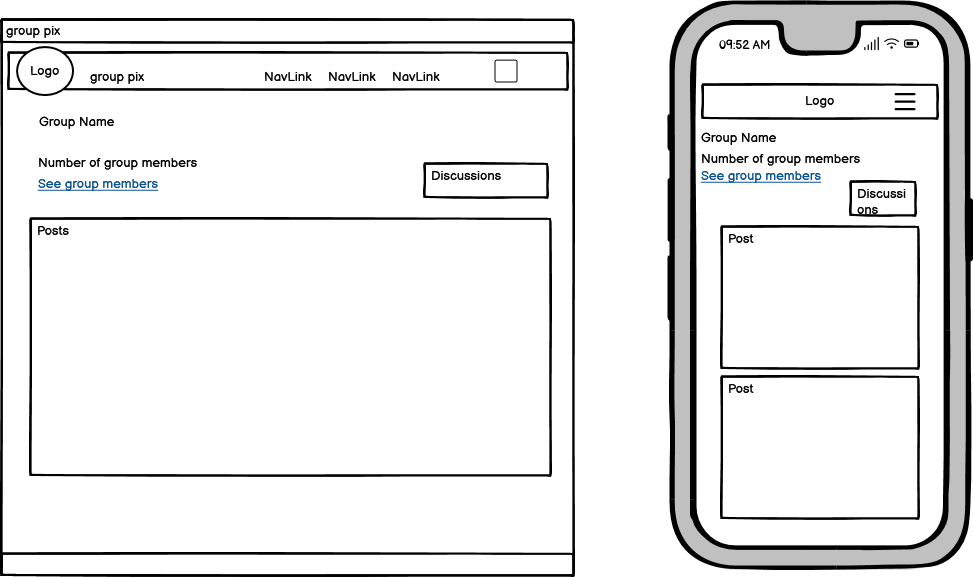 group pix
Logo
group pix
NavLink NavLink NavLink
Group Name
Number of group members
See group members
Discussions
Posts
09:52 AM
Logo
Group Name
Number of group members
See group members
Discussi
ons
Post
Post